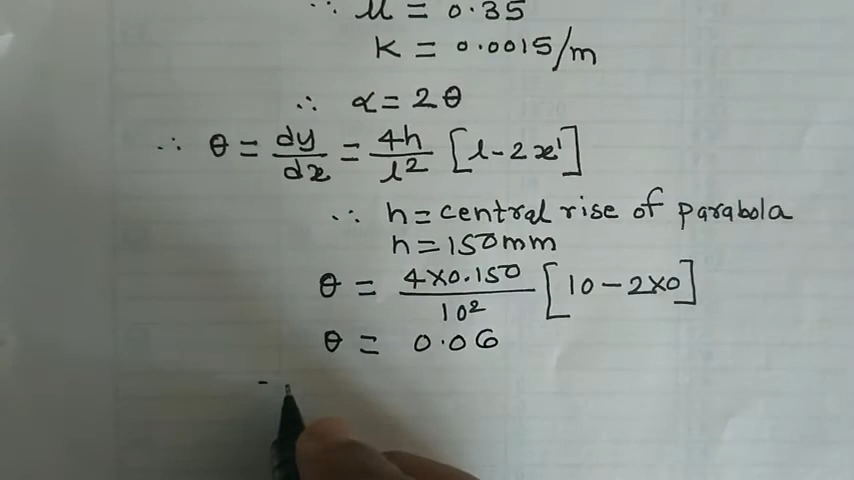 ∴ μ = 0.35
K = 0.0015/m
∴ α = 2θ
∴ θ = dy/dx = 4h/l² [l - 2x']
∴ h = central rise of parabola
h = 150mm
θ = 4×0.150/10² [10 - 2×0]
θ = 0.06